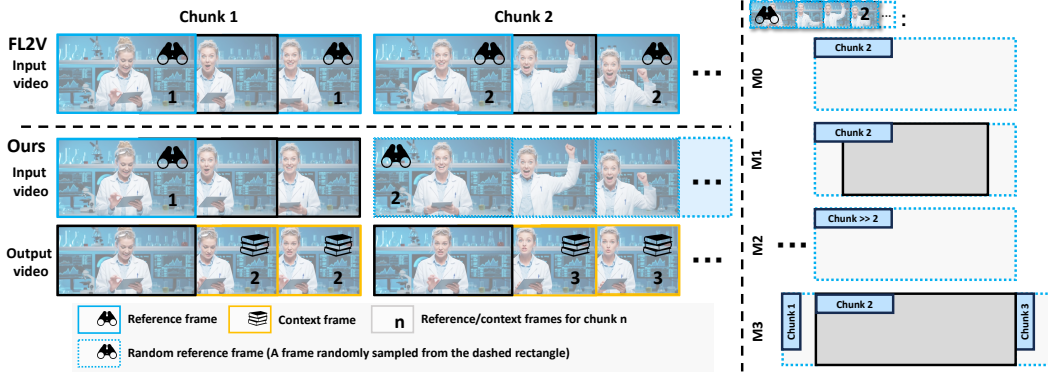 Chunk 1
Chunk 2
FL2V
Input
video
1
1
2
2
...
Ours
Input
video
1
2
...
Output
video
2
2
3
3
...
Reference frame
Context frame
n
Reference/context frames for chunk n
Random reference frame (A frame randomly sampled from the dashed rectangle)
2 ... :
M0
Chunk 2
M1
Chunk 2
...
M2
Chunk >> 2
M3
Chunk 1
Chunk 2
Chunk 3